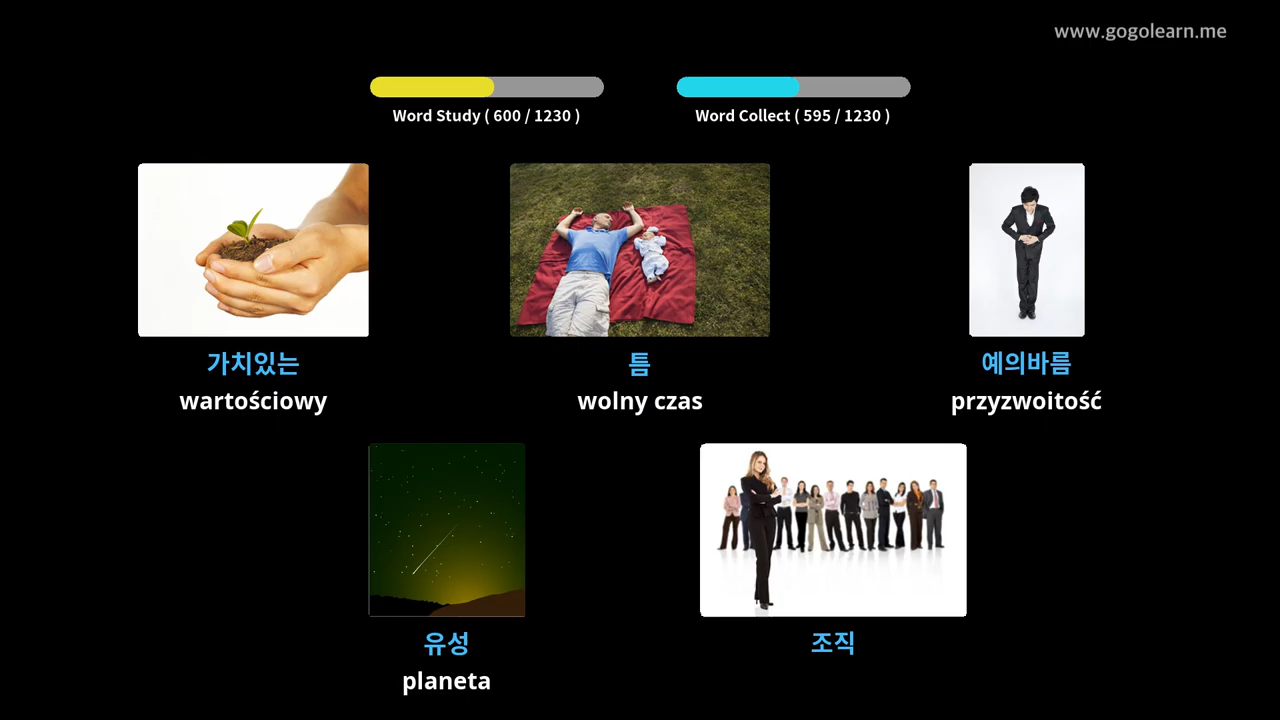 www.gogolearn.me
Word Study ( 600 / 1230 )
Word Collect ( 595 / 1230 )
가치있는
wartościowy
틈
wolny czas
예의바름
przyzwoitość
유성
planeta
조직